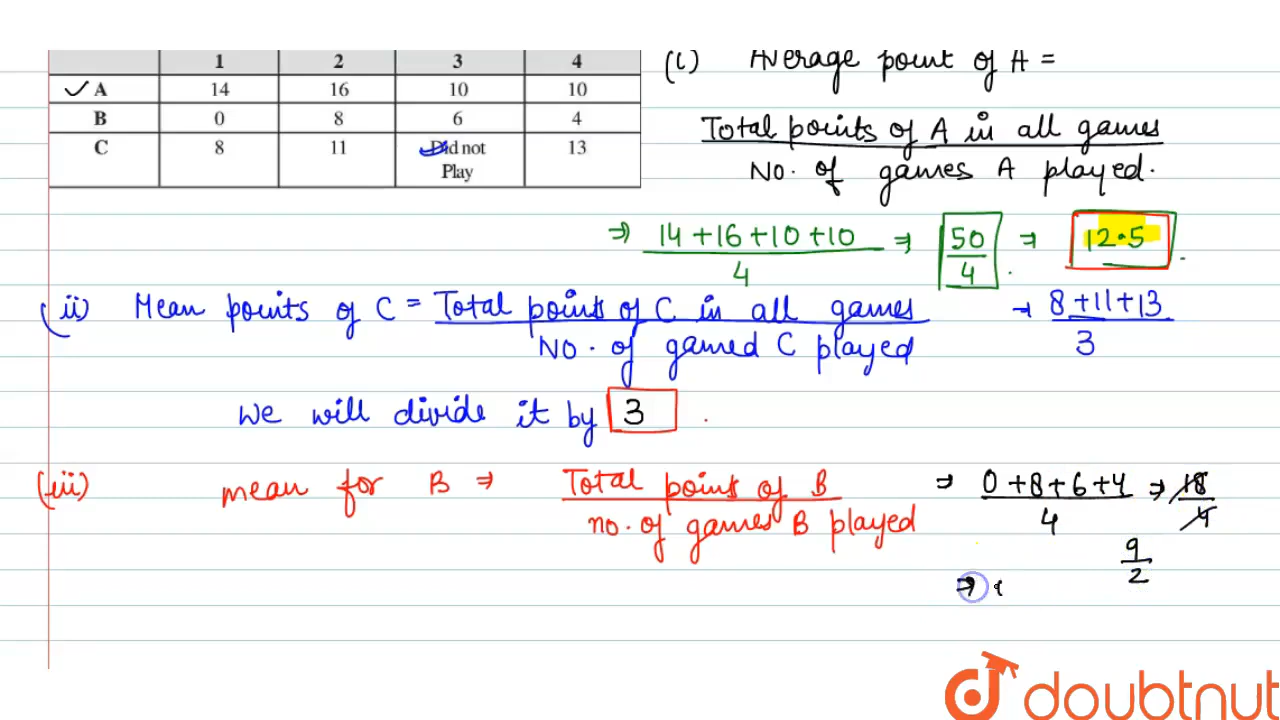 1 2 3 4
A 14 16 10 10
B 0 8 6 4
C 8 11 Did not Play 13
(i) Average point of A =
Total points of A in all games
No. of games A played.
⇒ 14 + 16 + 10 + 10 / 4 ⇒ 50 / 4 ⇒ 12.5
(ii) Mean points of C = Total points of C in all games → 8 + 11 + 13
No. of gamed C played 3
We will divide it by 3 .
(iii) mean for B ⇒ Total points of B ⇒ 0 + 8 + 6 + 4 ⇒ 18
no. of games B played 4 4
9
2
⇒
doubtnut